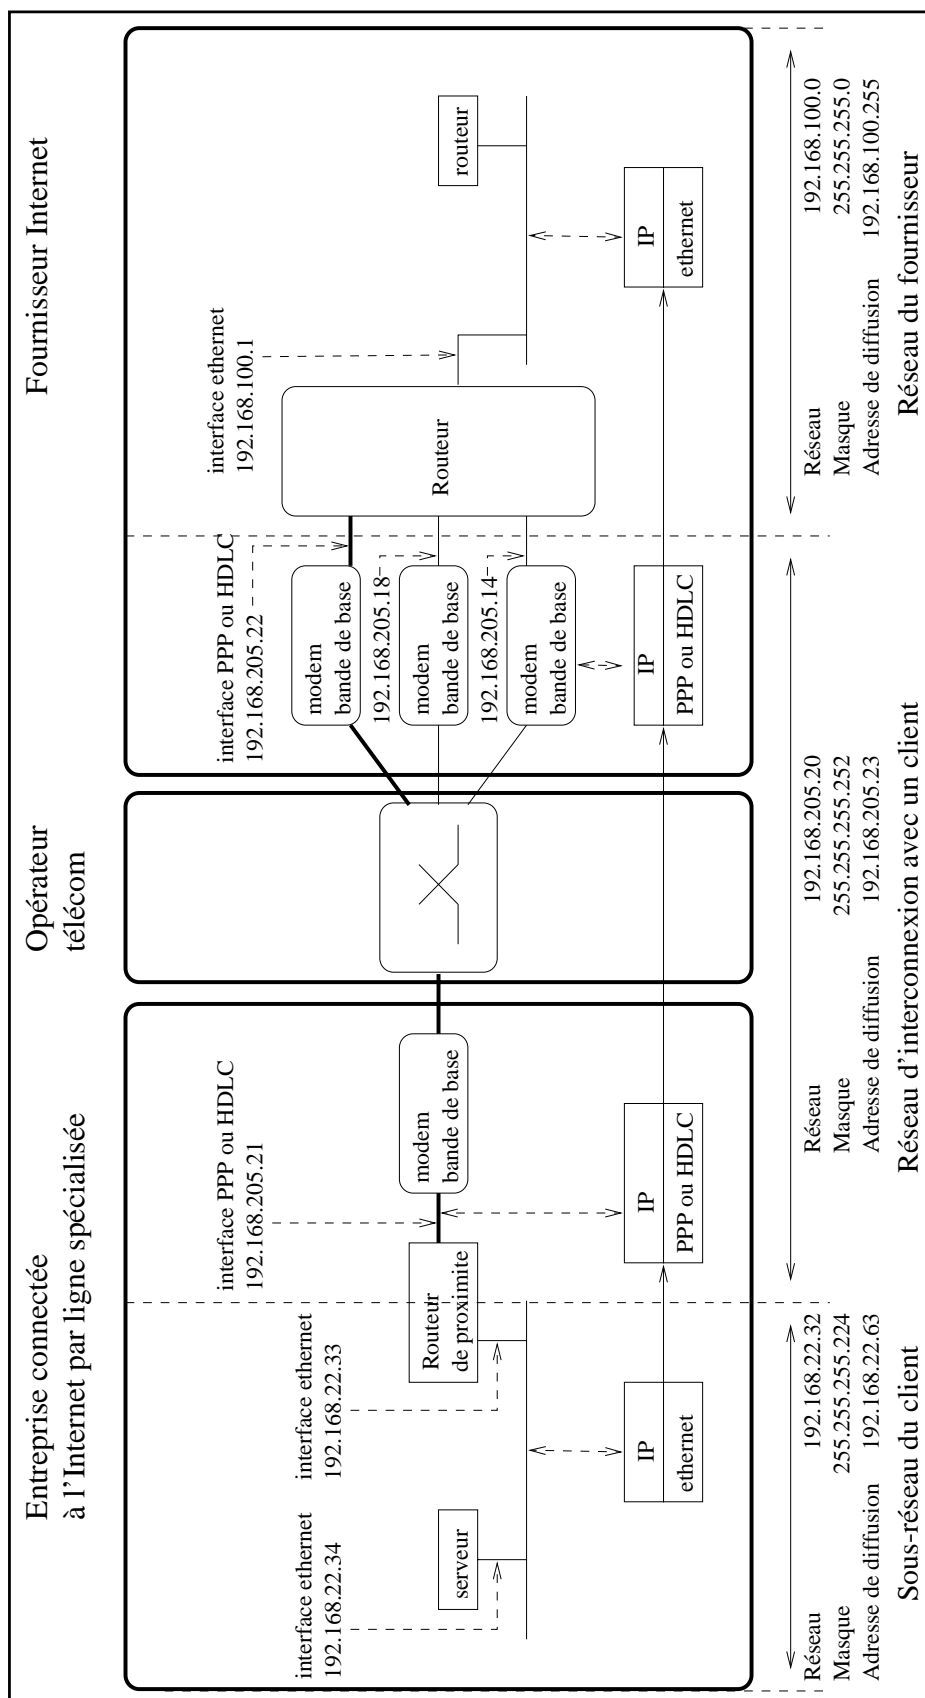 Entreprise connectée
à l'Internet par ligne spécialisée
Opérateur
télécom
Fournisseur Internet
interface ethernet
192.168.22.34
interface ethernet
192.168.22.33
interface PPP ou HDLC
192.168.205.21
interface PPP ou HDLC
192.168.205.22
interface ethernet
192.168.100.1
serveur
Routeur
de proximite
modem
bande de base
modem
bande de base
192.168.205.18
modem
bande de base
192.168.205.14
modem
bande de base
Routeur
routeur
IP
ethernet
IP
PPP ou HDLC
IP
PPP ou HDLC
IP
ethernet
Réseau 192.168.22.32
Masque 255.255.255.224
Adresse de diffusion 192.168.22.63
Sous-réseau du client
Réseau 192.168.205.20
Masque 255.255.255.252
Adresse de diffusion 192.168.205.23
Réseau d'interconnexion avec un client
Réseau 192.168.100.0
Masque 255.255.255.0
Adresse de diffusion 192.168.100.255
Réseau du fournisseur